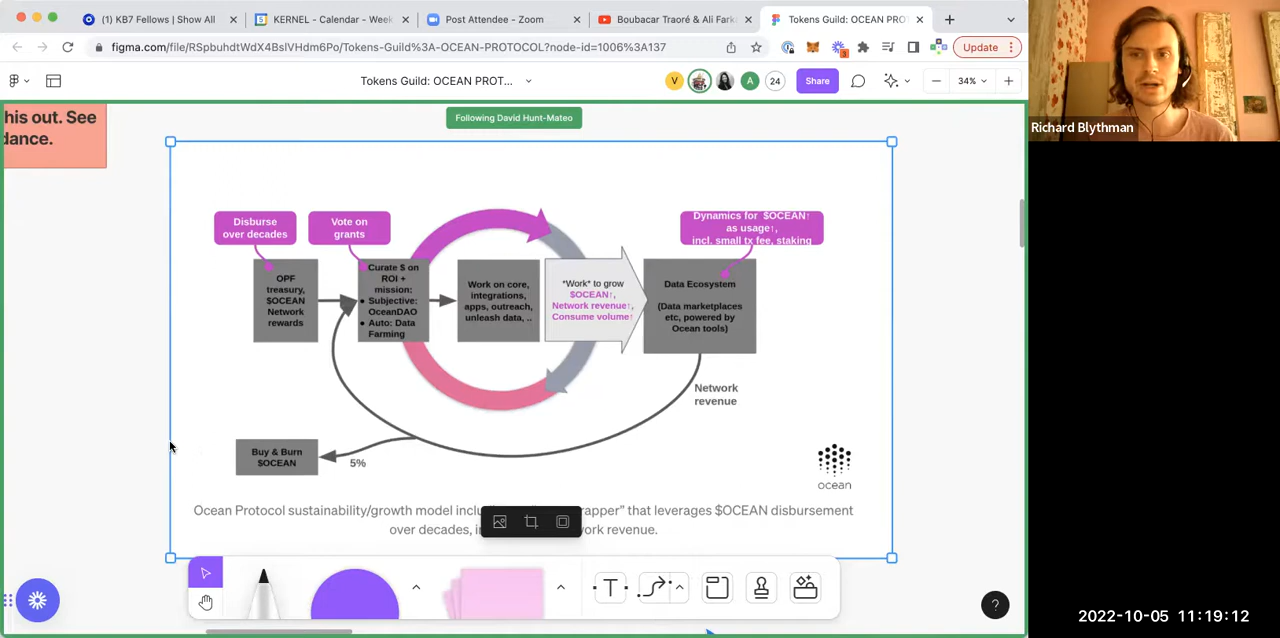 (1) KB7 Fellows | Show All
KERNEL - Calendar - Week
Post Attendee - Zoom
Boubacar Traoré & Ali Fark
Tokens Guild: OCEAN PRO
figma.com/file/RSpbuhdtWdX4BslVHdm6Po/Tokens-Guild%3A-OCEAN-PROTOCOL?node-id=1006%3A137
3
Update
Tokens Guild: OCEAN PROT...
V
A
24
Share
34%
Following David Hunt-Mateo
his out. See
dance.
Disburse
over decades
Vote on
grants
Dynamics for $OCEAN↑
as usage↑,
incl. small tx fee, staking
OPF
treasury,
$OCEAN
Network
rewards
Curate $ on
ROI +
mission:
• Subjective:
OceanDAO
• Auto: Data
Farming
Work on core,
integrations,
apps, outreach,
unleash data, ..
*Work* to grow
$OCEAN↑,
Network revenue↑,
Consume volume↑
Data Ecosystem
(Data marketplaces
etc, powered by
Ocean tools)
Network
revenue
Buy & Burn
$OCEAN
5%
ocean
Ocean Protocol sustainability/growth model inclu rapper” that leverages $OCEAN disbursement
over decades, i work revenue.
T
?
Richard Blythman
2022-10-05 11:19:12